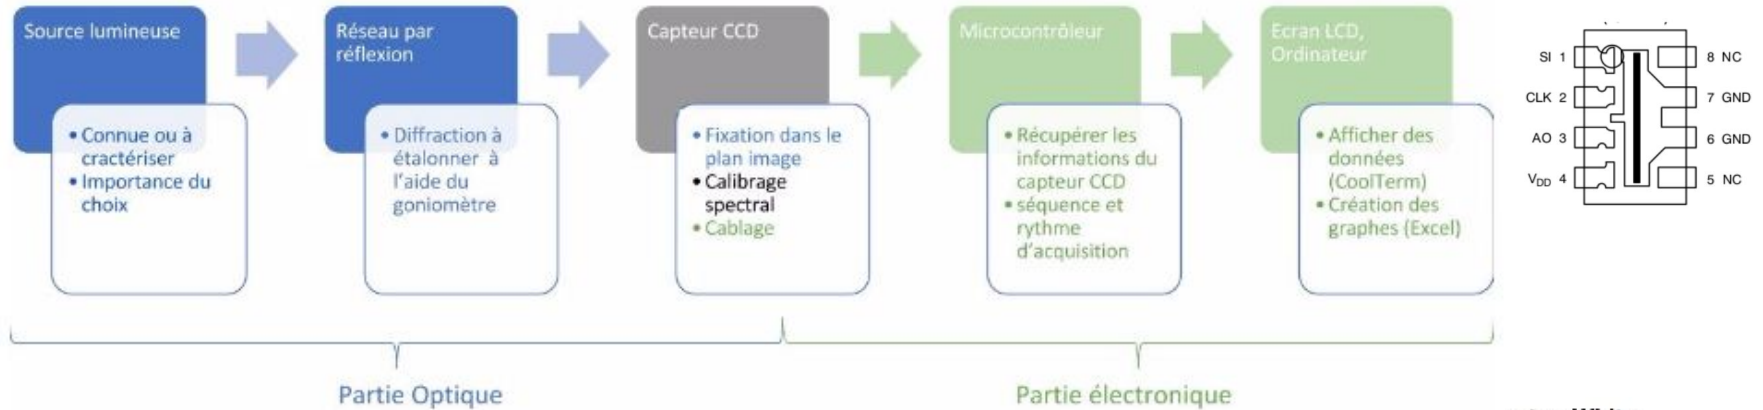 Source lumineuse
• Connue ou à
cractériser
• Importance du
choix
Réseau par
réflexion
• Diffraction à
étalonner à
l'aide du
goniomètre
Capteur CCD
• Fixation dans le
plan image
• Calibrage
spectral
• Cablage
Microcontrôleur
• Récupérer les
informations du
capteur CCD
• séquence et
rythme
d'acquisition
Ecran LCD,
Ordinateur
• Afficher des
données
(CoolTerm)
• Création des
graphes (Excel)
Partie Optique
Partie électronique
SI 1
CLK 2
AO 3
VDD 4
8 NC
7 GND
6 GND
5 NC